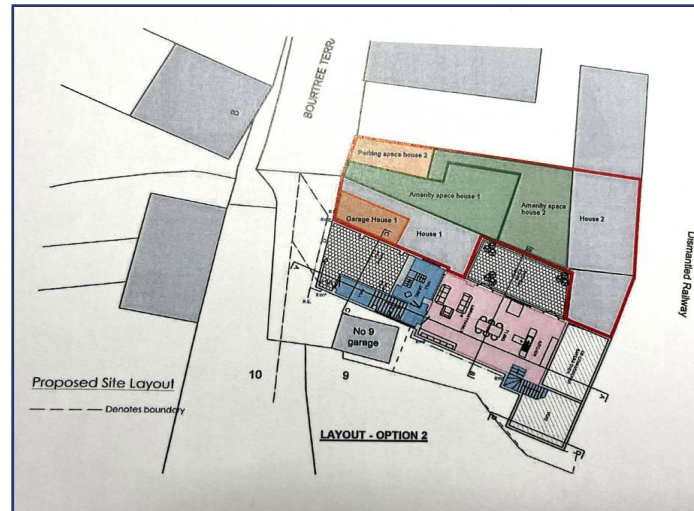 BOURTREE TERR
8
Parking space house 2
Amenity space house 1
Amenity space
house 2
House 2
Garage House 1
House 1
Dismantled Railway
No 9
garage
Proposed Site Layout
Denotes boundary
10
9
LAYOUT - OPTION 2